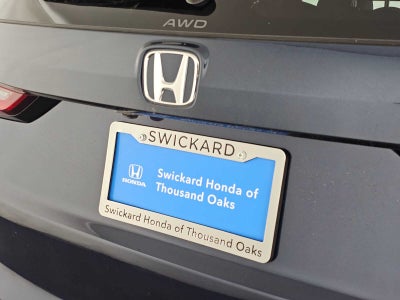 AWD
SWICKARD
Swickard Honda of
Thousand Oaks
HONDA
Swickard Honda of Thousand Oaks